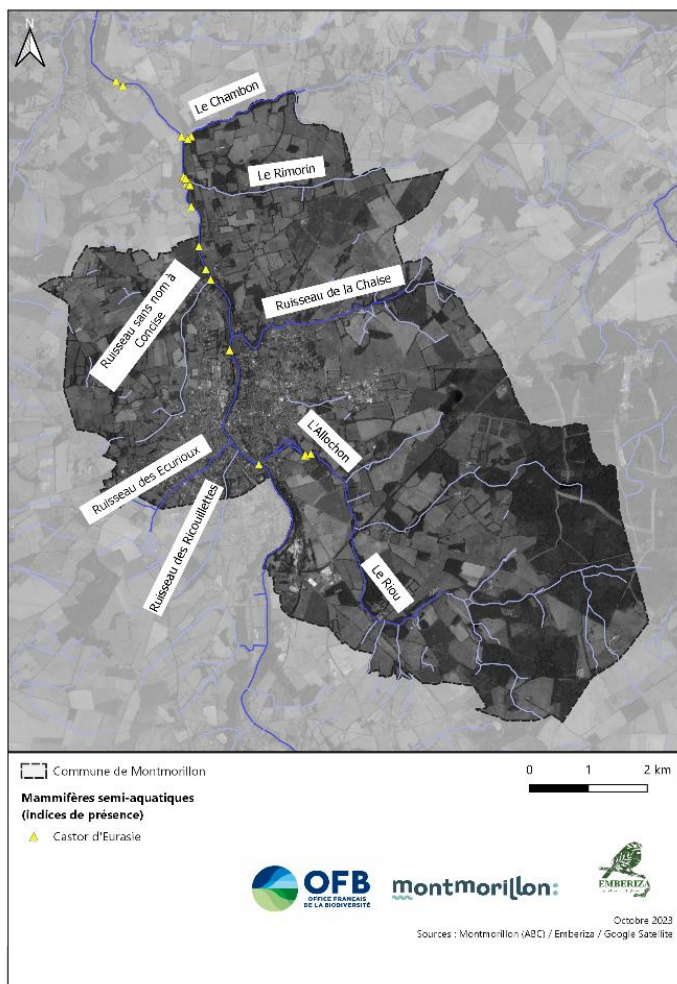 N
Le Chambon
Le Rimorin
Ruisseau de la Chaise
Ruisseau sans nom à
Concise
L'Allochon
Ruisseau des Ecurioux
Ruisseau des Ricouillettes
Le Riou
Commune de Montmorillon
0 1 2 km
Mammifères semi-aquatiques
(indices de présence)
Castor d'Eurasie
OFB
OFFICE FRANÇAIS
DE LA BIODIVERSITÉ
montmorillon:
EMBERIZA
Octobre 2023
Sources : Montmorillon (ABC) / Emberiza / Google Satellite